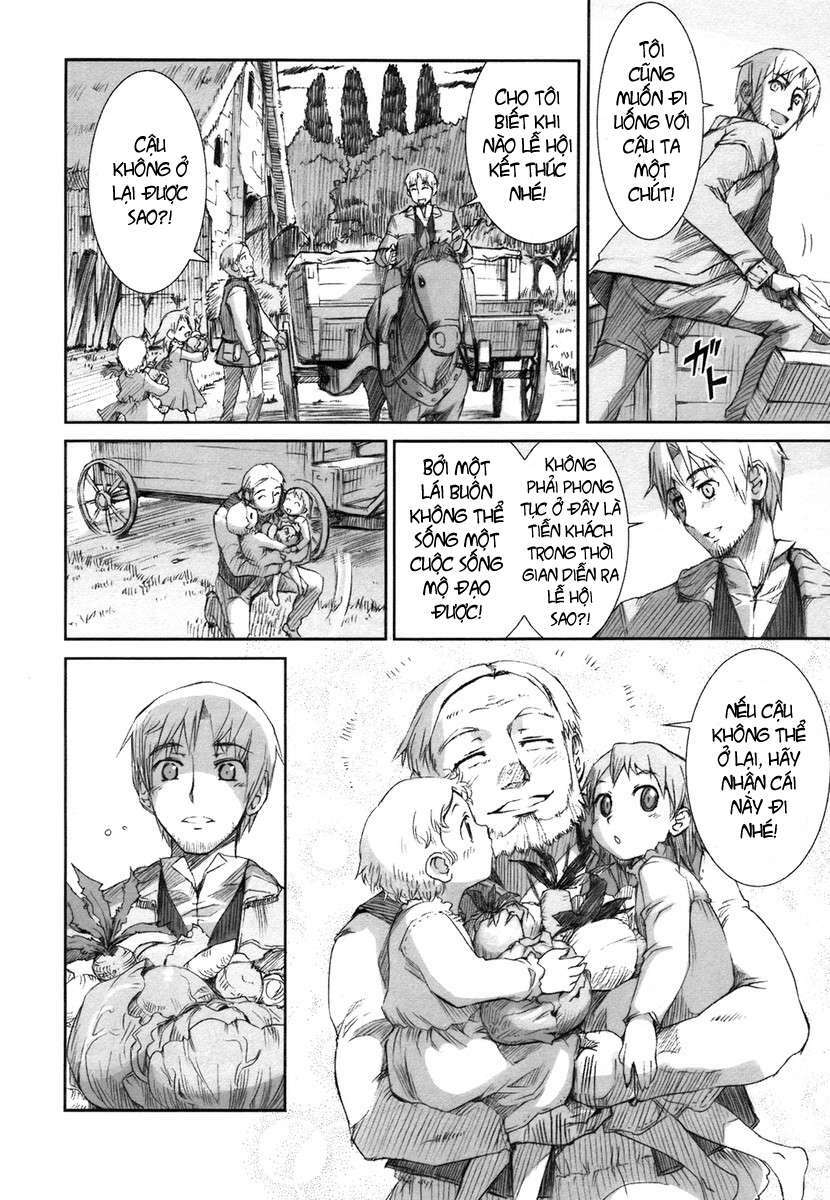 TÔI
CŨNG
MUỐN ĐI
UỐNG VỚI
CẬU TA
MỘT
CHÚT!
ガト
CHO TÔI
BIẾT KHI
NÀO LỄ HỘI
KẾT THÚC
NHÉ!
CẬU
KHÔNG Ở
LẠI ĐƯỢC
SAO?!
KHÔNG
PHẢI PHONG
TỤC Ở ĐÂY LÀ
TIỄN KHÁCH
TRONG THỜI
GIAN DIỄN RA
LỄ HỘI
SAO?!
BỞI MỘT
LÁI BUÔN
KHÔNG THỂ
SỐNG MỘT
CUỘC SỐNG
MỘ ĐẠO
ĐƯỢC!
NẾU CẬU
KHÔNG THỂ
Ở LẠI, HÃY
NHẬN CÁI
NÀY ĐI
NHÉ!